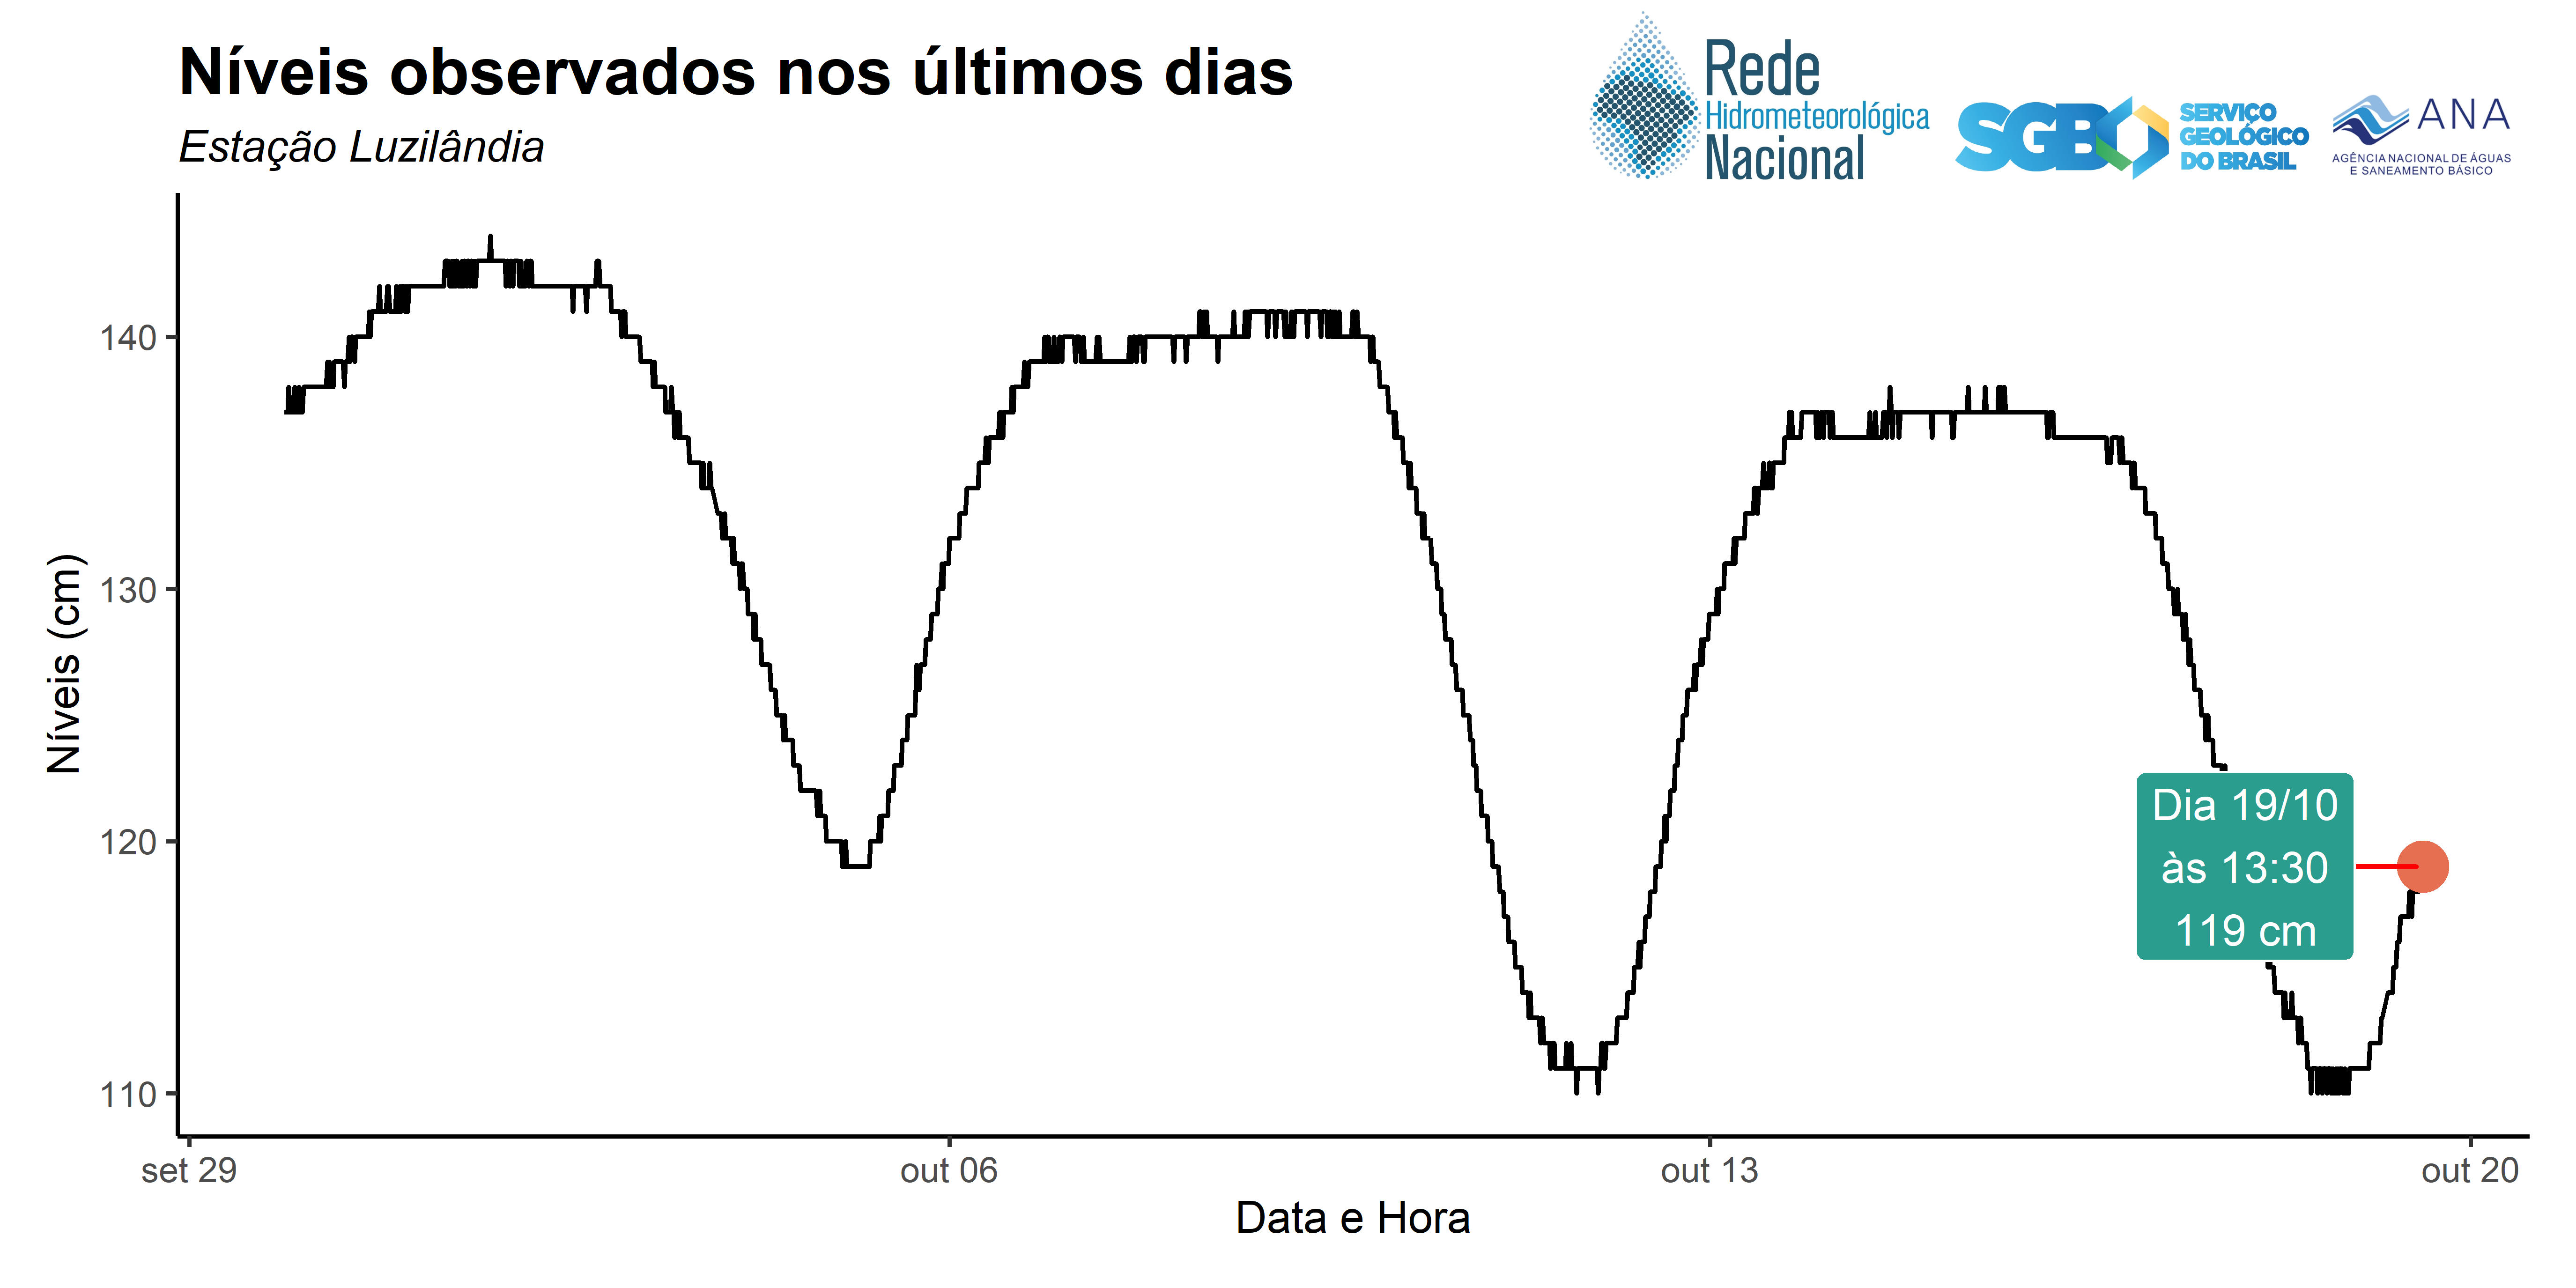 Níveis observados nos últimos dias
Estação Luzilândia
Rede
Hidrometeorológica
Nacional
SGB
SERVIÇO
GEOLÓGICO
DO BRASIL
ANA
AGÊNCIA NACIONAL DE ÁGUAS
E SANEAMENTO BÁSICO
Níveis (cm)
140
130
120
110
Dia 19/10
às 13:30
119 cm
set 29
out 06
out 13
out 20
Data e Hora